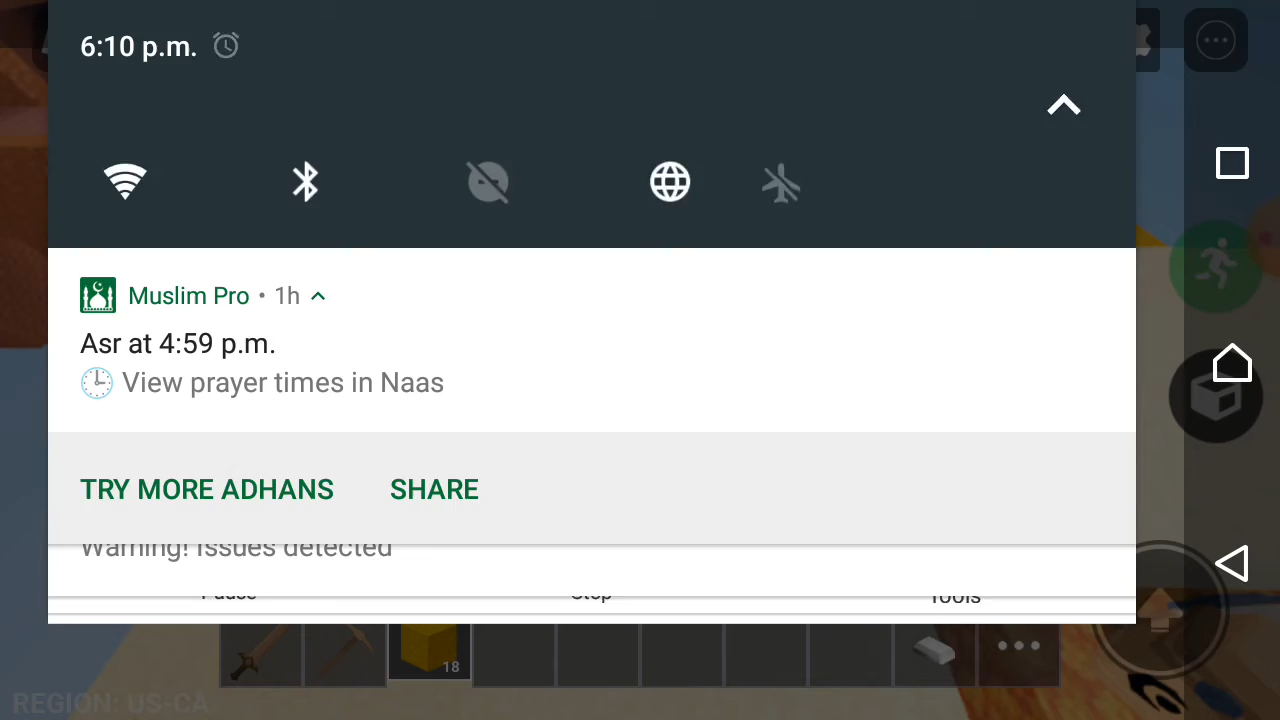 6:10 p.m.
Muslim Pro • 1h
Asr at 4:59 p.m.
View prayer times in Naas
TRY MORE ADHANS SHARE
Warning! Issues detected
Pause Stop Tools
18
REGION: US-CA